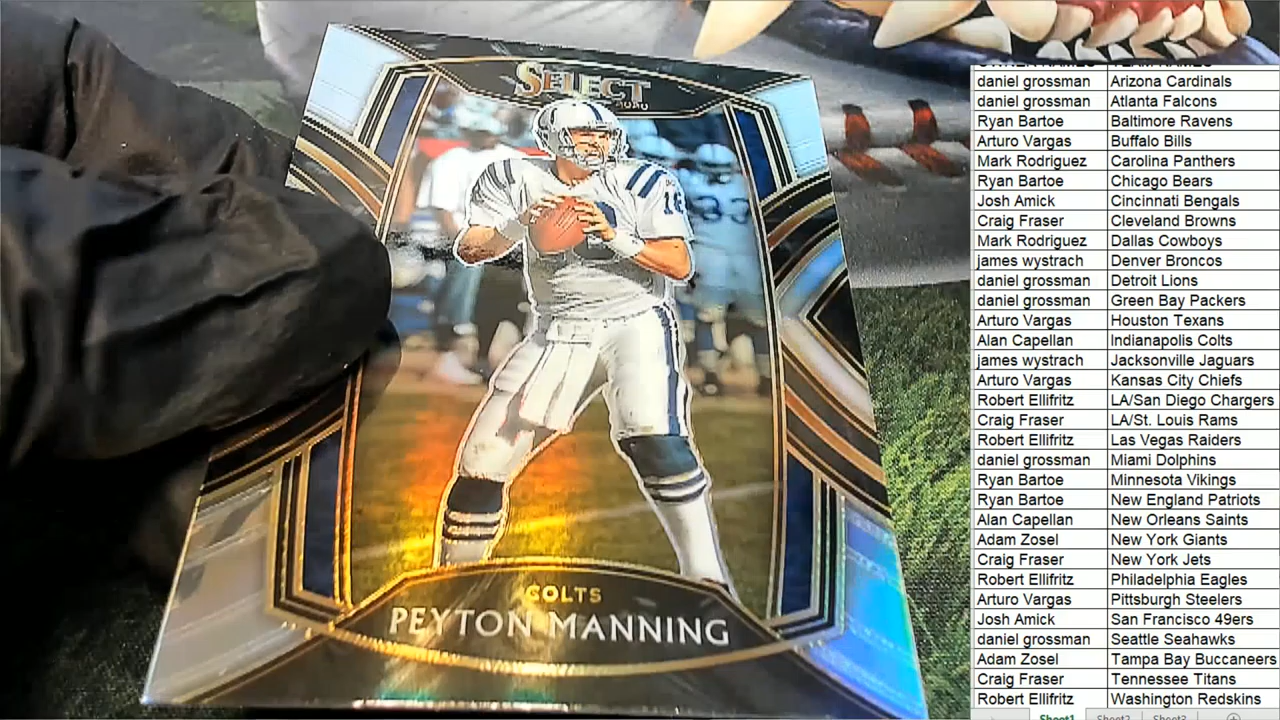 SELECT
2020
18
33
COLTS
PEYTON MANNING
daniel grossman Arizona Cardinals
daniel grossman Atlanta Falcons
Ryan Bartoe Baltimore Ravens
Arturo Vargas Buffalo Bills
Mark Rodriguez Carolina Panthers
Ryan Bartoe Chicago Bears
Josh Amick Cincinnati Bengals
Craig Fraser Cleveland Browns
Mark Rodriguez Dallas Cowboys
james wystrach Denver Broncos
daniel grossman Detroit Lions
daniel grossman Green Bay Packers
Arturo Vargas Houston Texans
Alan Capellan Indianapolis Colts
james wystrach Jacksonville Jaguars
Arturo Vargas Kansas City Chiefs
Robert Ellifritz LA/San Diego Chargers
Craig Fraser LA/St. Louis Rams
Robert Ellifritz Las Vegas Raiders
daniel grossman Miami Dolphins
Ryan Bartoe Minnesota Vikings
Ryan Bartoe New England Patriots
Alan Capellan New Orleans Saints
Adam Zosel New York Giants
Craig Fraser New York Jets
Robert Ellifritz Philadelphia Eagles
Arturo Vargas Pittsburgh Steelers
Josh Amick San Francisco 49ers
daniel grossman Seattle Seahawks
Adam Zosel Tampa Bay Buccaneers
Craig Fraser Tennessee Titans
Robert Ellifritz Washington Redskins
Sheet1 Sheet2 Sheet3